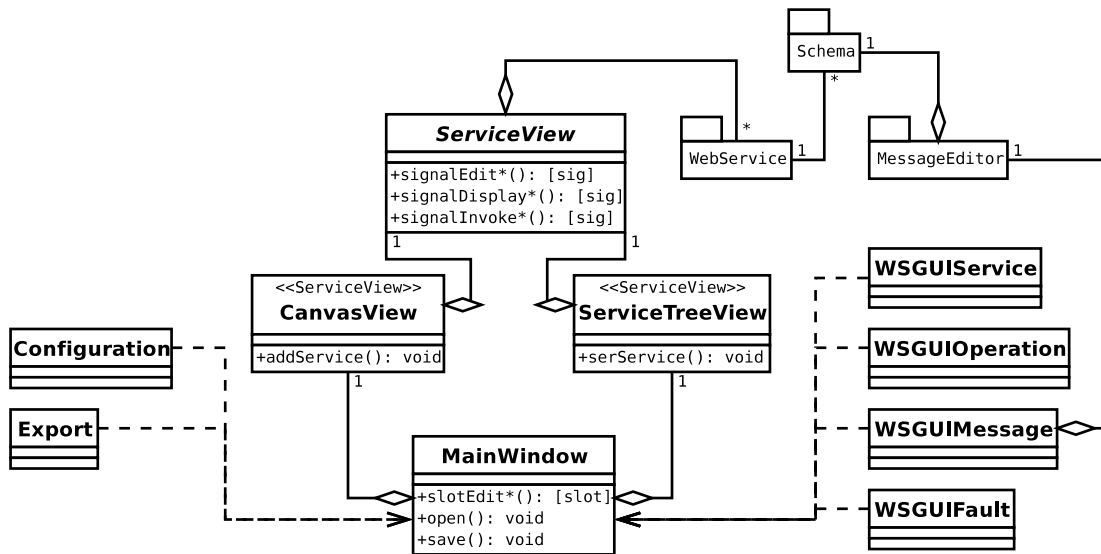 Schema
1
*
ServiceView
*
WebService
1
MessageEditor
1
+signalEdit*(): [sig]
+signalDisplay*(): [sig]
+signalInvoke*(): [sig]
1
1
<<ServiceView>>
CanvasView
+addService(): void
1
<<ServiceView>>
ServiceTreeView
+serService(): void
1
WSGUIService
Configuration
WSGUIOperation
Export
WSGUIMessage
MainWindow
+slotEdit*(): [slot]
+open(): void
+save(): void
WSGUIFault